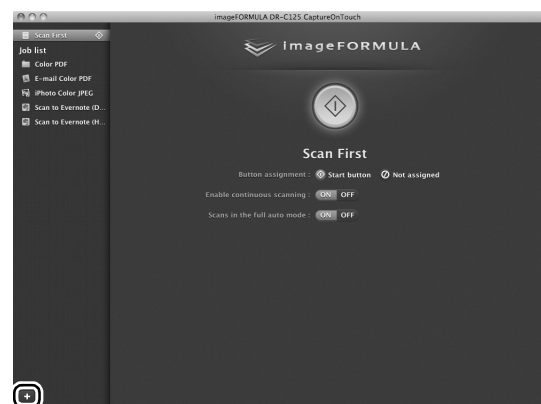 imageFORMULA DR-C125 CaptureOnTouch
Scan First
Job list
Color PDF
E-mail Color PDF
iPhoto Color JPEG
Scan to Evernote (D...
Scan to Evernote (H...
imageFORMULA
Scan First
Button assignment : Start button Not assigned
Enable continuous scanning : ON OFF
Scans in the full auto mode : ON OFF
+